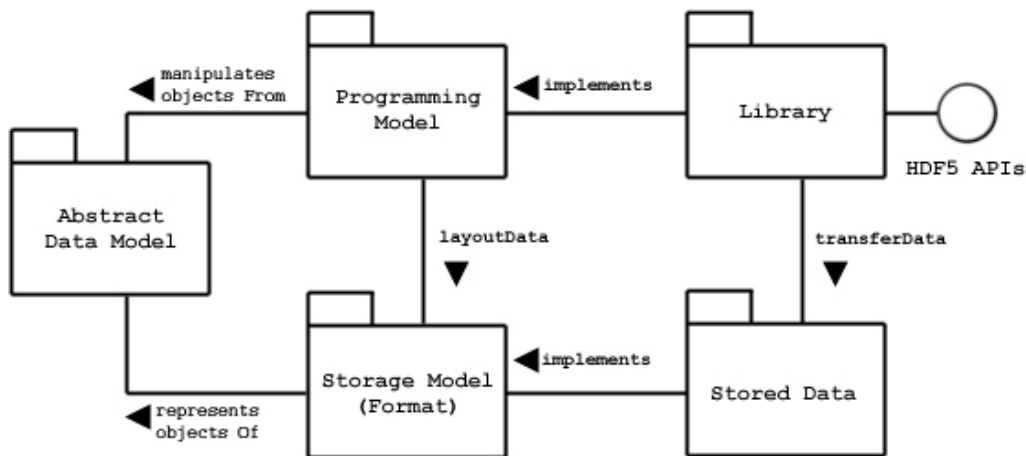 manipulates
objects From
Programming
Model
implements
Library
HDF5 APIs
Abstract
Data Model
layoutData
transferData
Storage Model
(Format)
implements
Stored Data
represents
objects Of